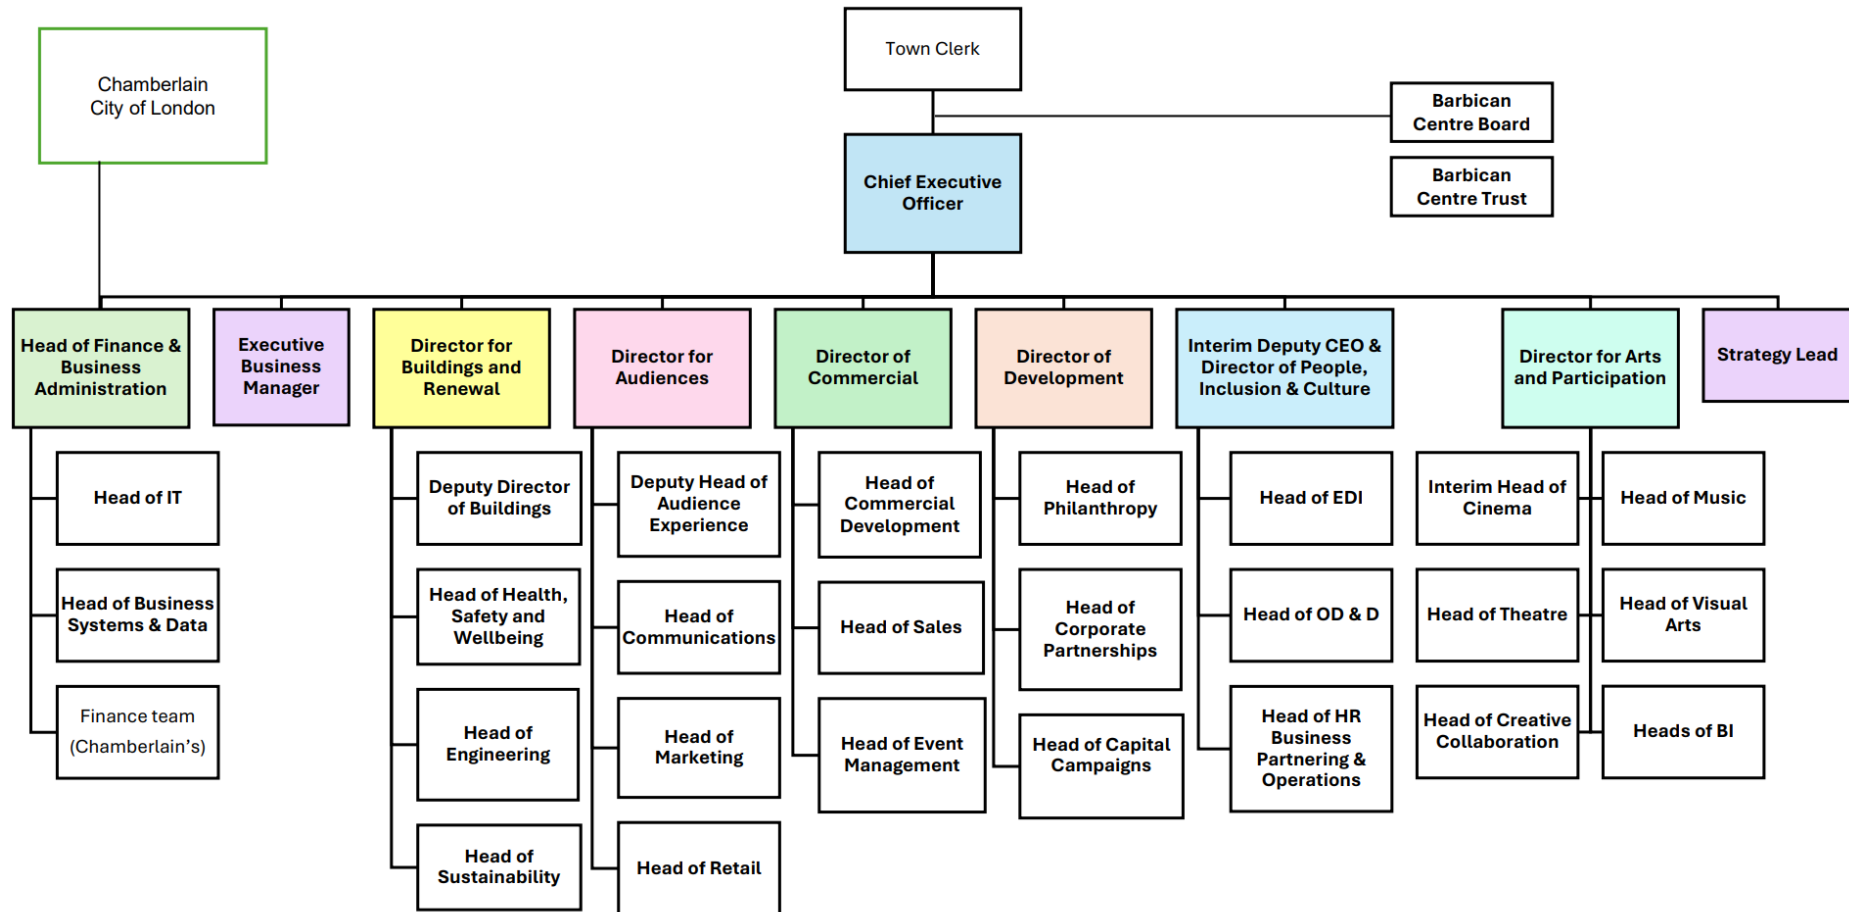 Town Clerk
Chamberlain
City of London
Barbican
Centre Board
Barbican
Centre Trust
Chief Executive
Officer
Head of Finance &
Business
Administration
Executive
Business
Manager
Director for
Buildings and
Renewal
Director for
Audiences
Director of
Commercial
Director of
Development
Interim Deputy CEO &
Director of People,
Inclusion & Culture
Director for Arts
and Participation
Strategy Lead
Head of IT
Head of Business
Systems & Data
Finance team
(Chamberlain’s)
Deputy Director
of Buildings
Head of Health,
Safety and
Wellbeing
Head of
Engineering
Head of
Sustainability
Deputy Head of
Audience
Experience
Head of
Communications
Head of
Marketing
Head of Retail
Head of
Commercial
Development
Head of Sales
Head of Event
Management
Head of
Philanthropy
Head of
Corporate
Partnerships
Head of Capital
Campaigns
Head of EDI
Head of OD & D
Head of HR
Business
Partnering &
Operations
Interim Head of
Cinema
Head of Theatre
Head of Creative
Collaboration
Head of Music
Head of Visual
Arts
Heads of BI